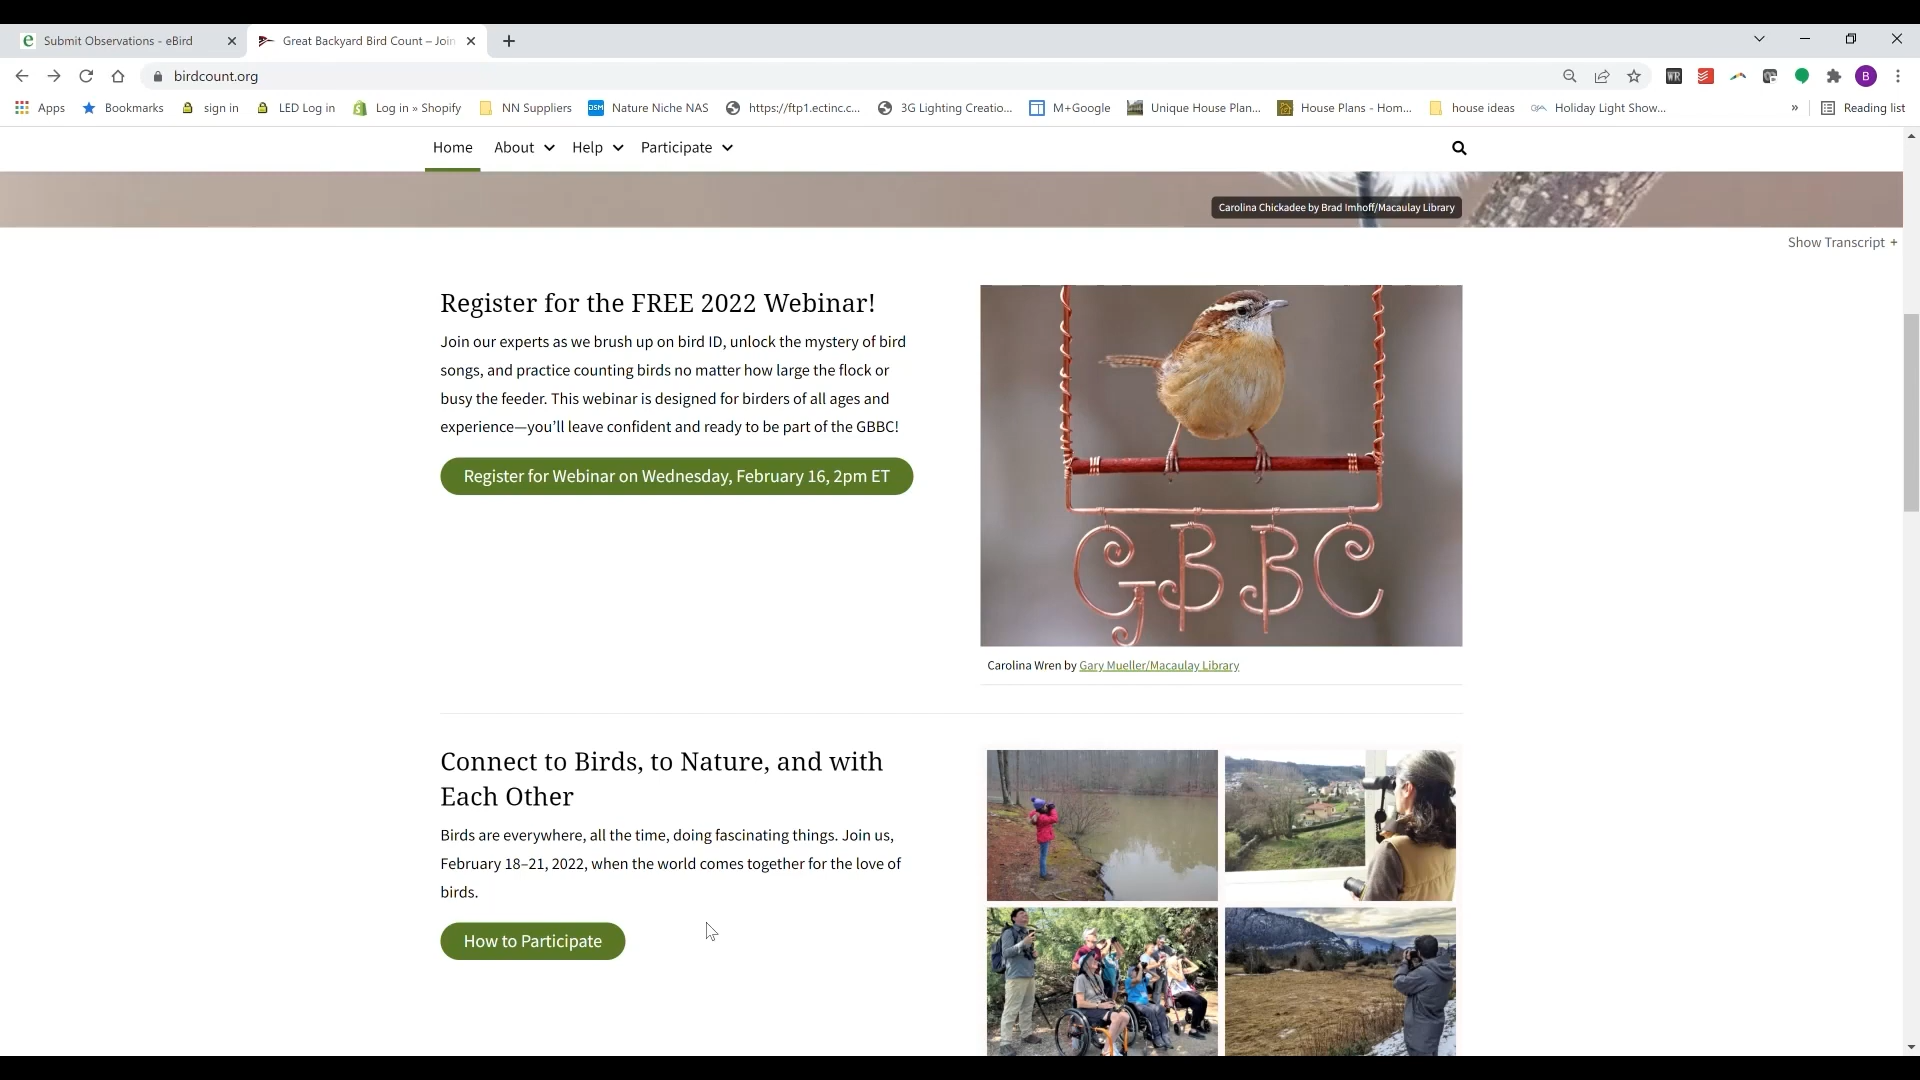 Submit Observations - eBird
Great Backyard Bird Count – Join
birdcount.org
Apps Bookmarks sign in LED Log in Log in » Shopify NN Suppliers DSM Nature Niche NAS https://ftp1.ectinc.c... 3G Lighting Creatio... M+Google Unique House Plan... House Plans - Hom... house ideas Holiday Light Show... » Reading list
Home About Help Participate
Carolina Chickadee by Brad Imhoff/Macaulay Library
Show Transcript +
Register for the FREE 2022 Webinar!
Join our experts as we brush up on bird ID, unlock the mystery of bird
songs, and practice counting birds no matter how large the flock or
busy the feeder. This webinar is designed for birders of all ages and
experience—you’ll leave confident and ready to be part of the GBBC!
Register for Webinar on Wednesday, February 16, 2pm ET
GBBC
Carolina Wren by Gary Mueller/Macaulay Library
Connect to Birds, to Nature, and with
Each Other
Birds are everywhere, all the time, doing fascinating things. Join us,
February 18–21, 2022, when the world comes together for the love of
birds.
How to Participate